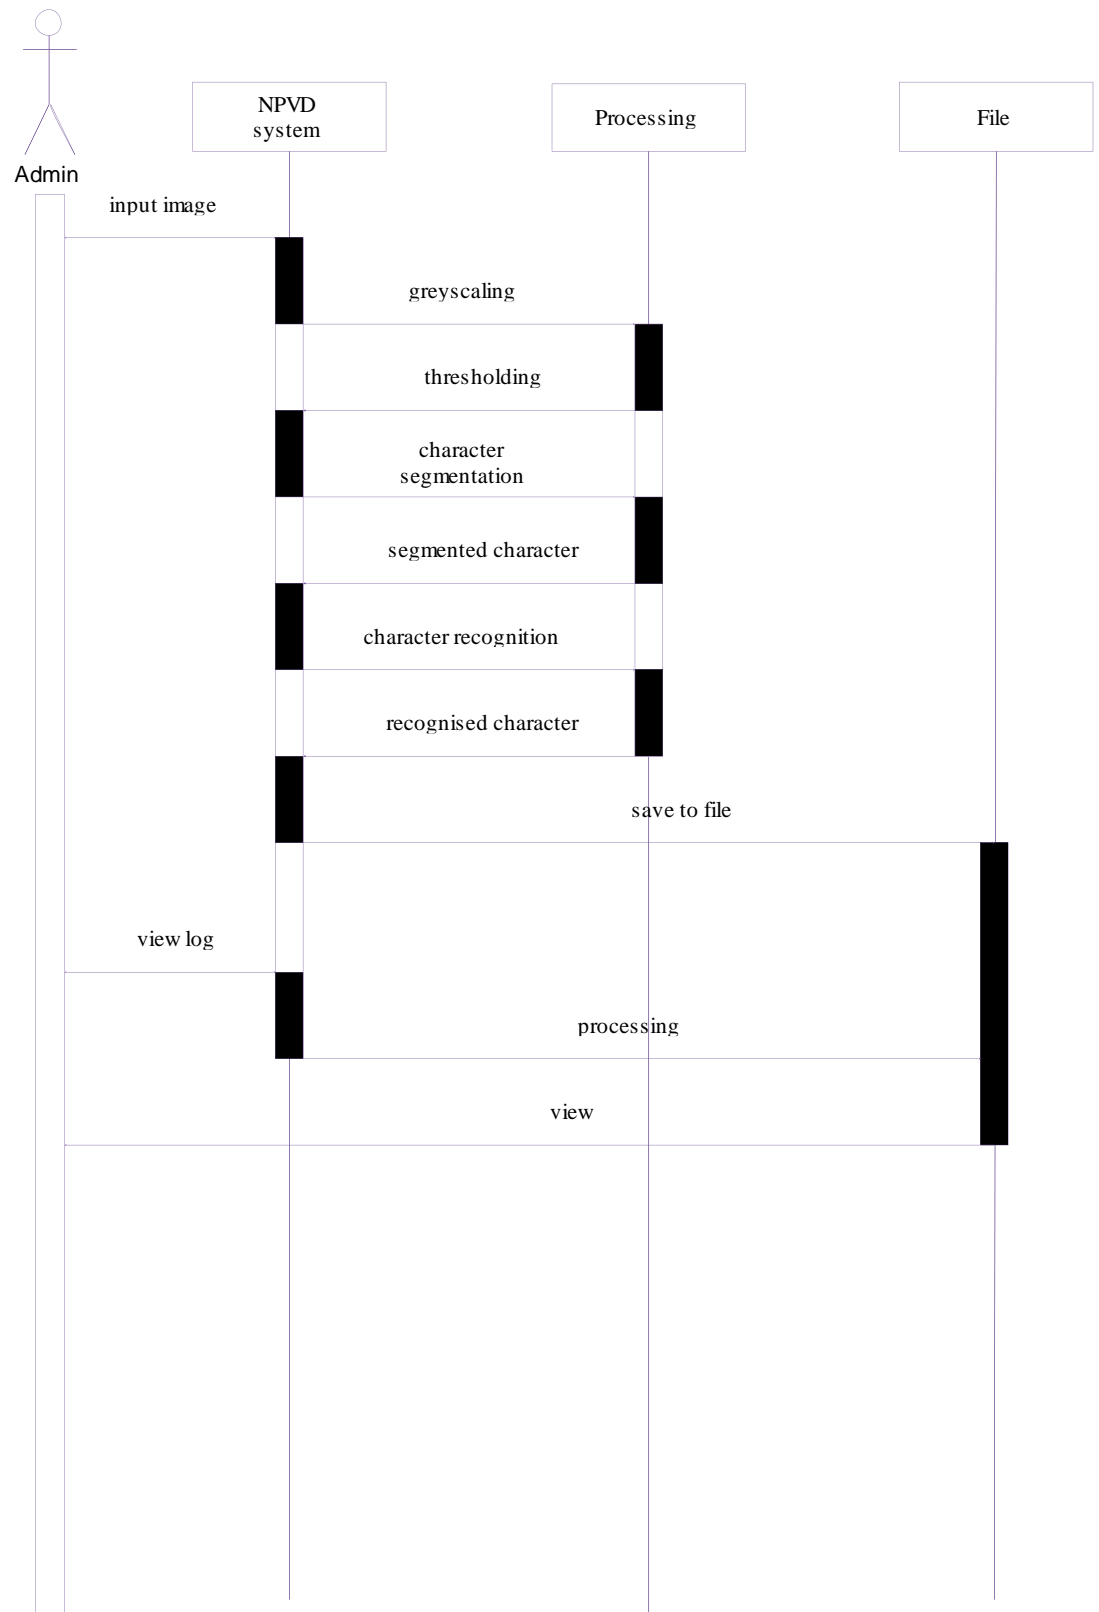 NPVD
system
Processing
File
Admin
input image
greyscaling
thresholding
character
segmentation
segmented character
character recognition
recognised character
save to file
view log
processing
view